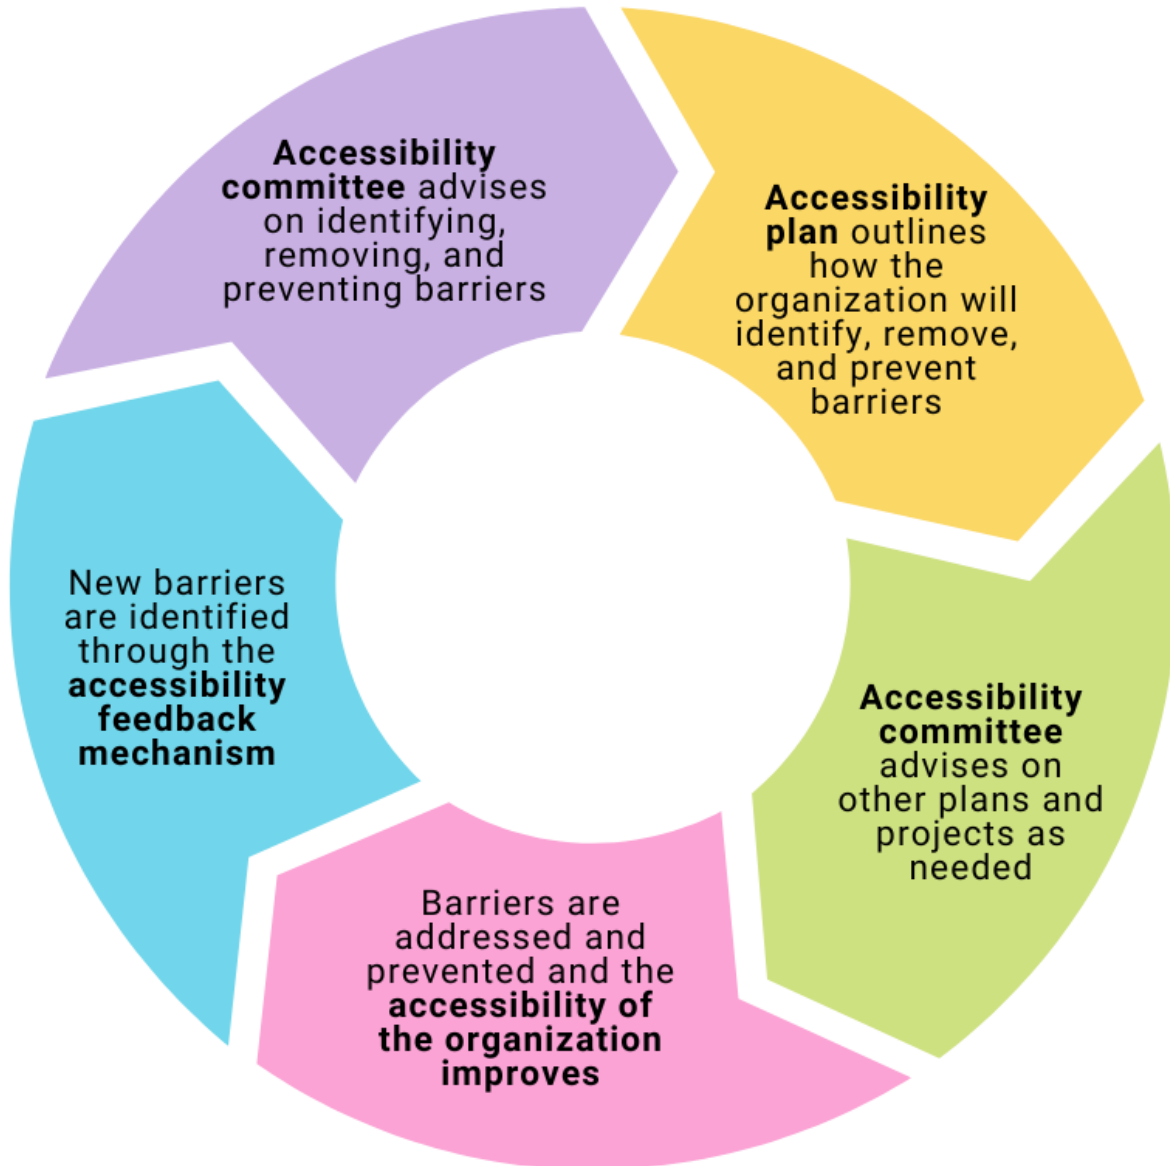 Accessibility
committee advises
on identifying,
removing, and
preventing barriers
Accessibility
plan outlines
how the
organization will
identify, remove,
and prevent
barriers
Accessibility
committee
advises on
other plans and
projects as
needed
Barriers are
addressed and
prevented and the
accessibility of
the organization
improves
New barriers
are identified
through the
accessibility
feedback
mechanism